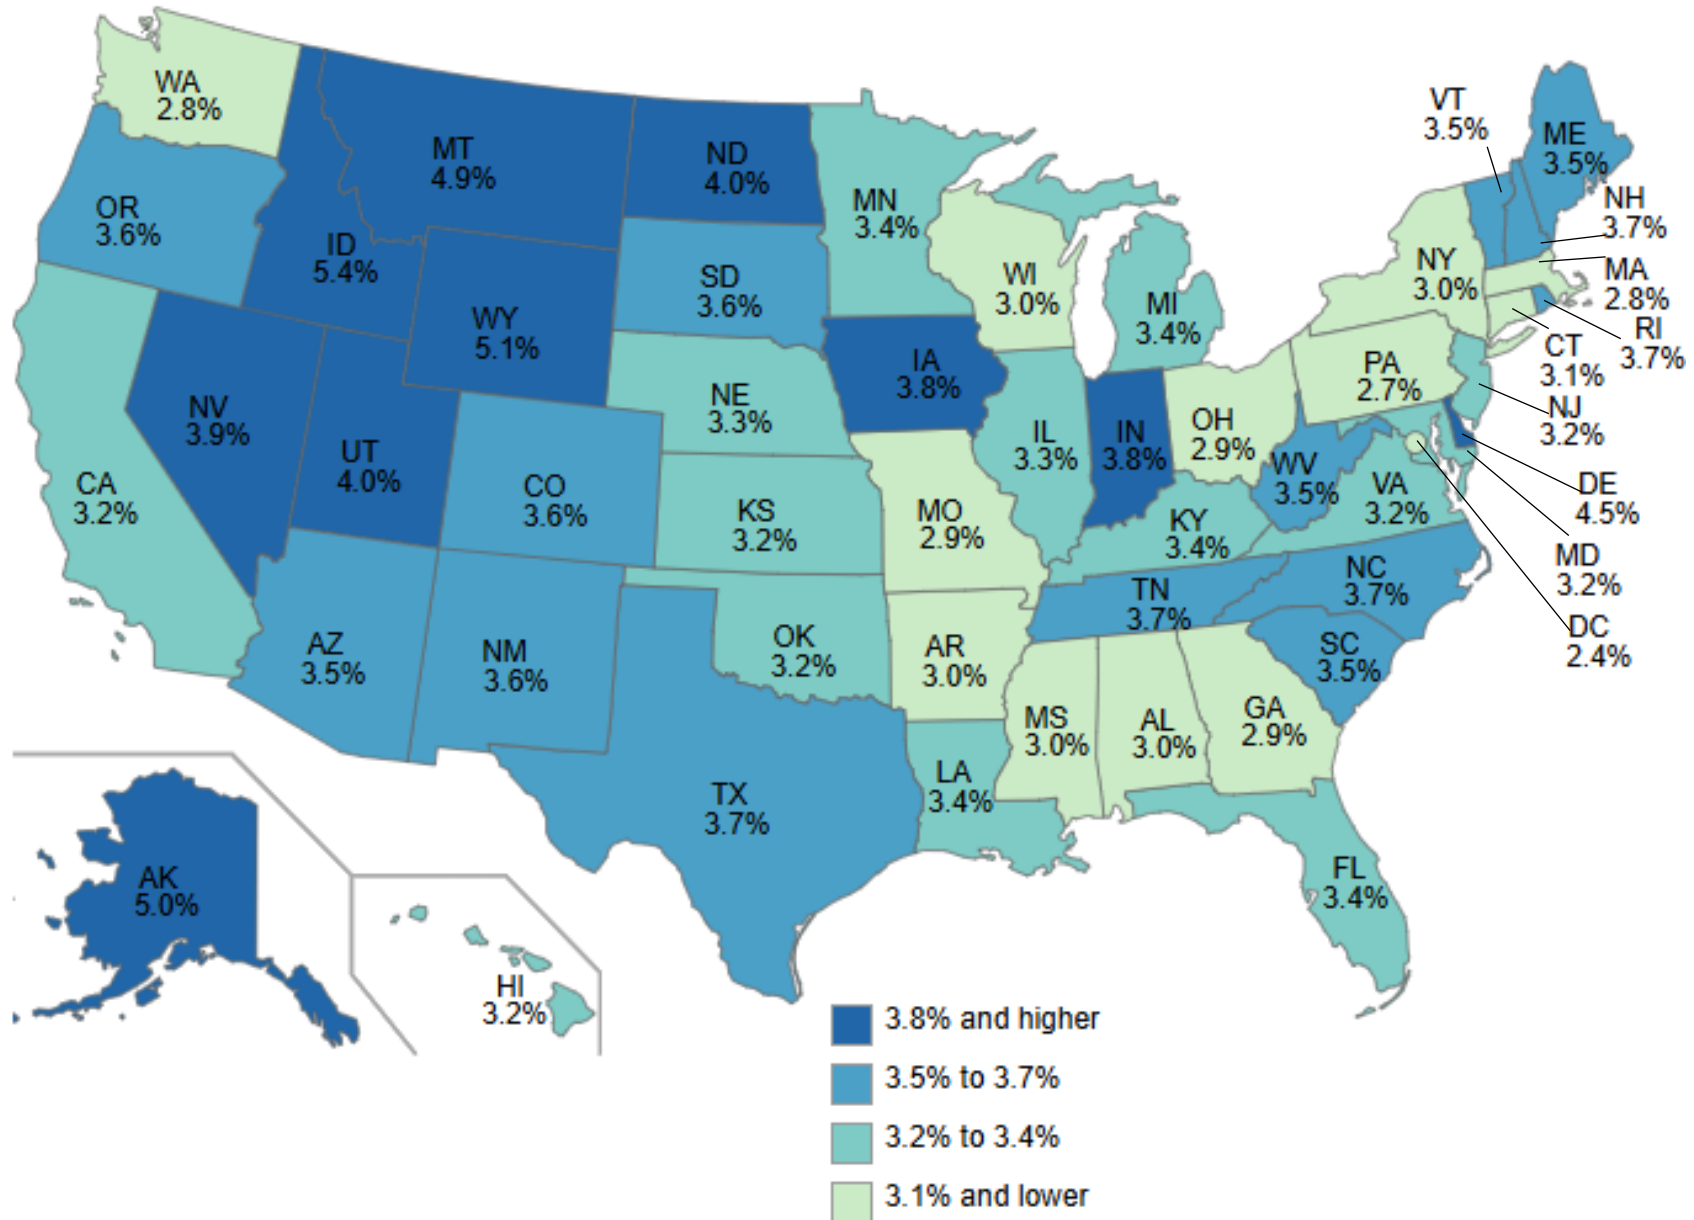 WA
2.8%
OR
3.6%
CA
3.2%
NV
3.9%
ID
5.4%
MT
4.9%
WY
5.1%
UT
4.0%
AZ
3.5%
CO
3.6%
NM
3.6%
ND
4.0%
SD
3.6%
NE
3.3%
KS
3.2%
OK
3.2%
TX
3.7%
MN
3.4%
IA
3.8%
MO
2.9%
AR
3.0%
LA
3.4%
WI
3.0%
IL
3.3%
MI
3.4%
IN
3.8%
OH
2.9%
KY
3.4%
TN
3.7%
MS
3.0%
AL
3.0%
GA
2.9%
FL
3.4%
SC
3.5%
NC
3.7%
VA
3.2%
WV
3.5%
PA
2.7%
NY
3.0%
VT
3.5%
ME
3.5%
NH
3.7%
MA
2.8%
RI
3.7%
CT
3.1%
NJ
3.2%
DE
4.5%
MD
3.2%
DC
2.4%
AK
5.0%
HI
3.2%
3.8% and higher
3.5% to 3.7%
3.2% to 3.4%
3.1% and lower